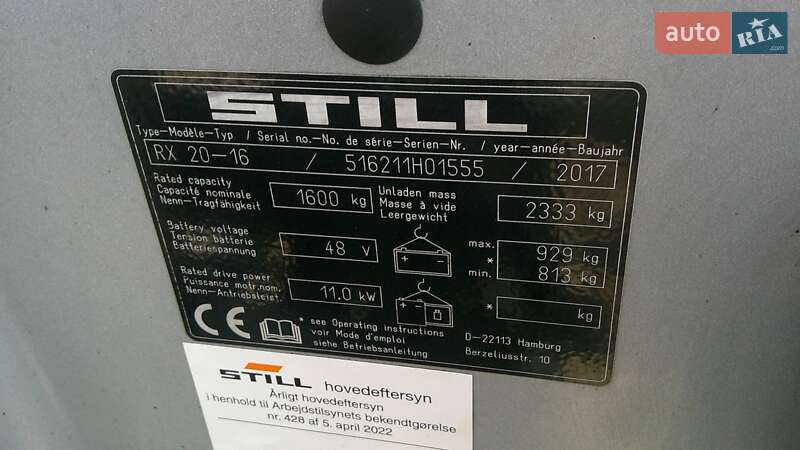 auto RIA.com
STILL
Type-Modèle-Typ / Serial no.-No. de série-Serien-Nr. / year-année-Baujahr
RX 20-16 / 516211H01555 / 2017
Rated capacity
Capacité nominale
Nenn-Tragfähigkeit
1600 kg
Unladen mass
Masse à vide
Leergewicht
2333 kg
Battery voltage
Tension batterie
Batteriespannung
48 V
max. 929 kg
*
min. 813 kg
Rated drive power
Puissance motr.nom.
Nenn-Antriebsleist.
11.0 kW
* kg
CE
* see Operating instructions
voir Mode d'emploi
siehe Betriebsanleitung
D-22113 Hamburg
Berzeliusstr. 10
STILL hovedeftersyn
Årligt hovedeftersyn
i henhold til Arbejdstilsynets bekendtgørelse
nr. 428 af 5. april 2022